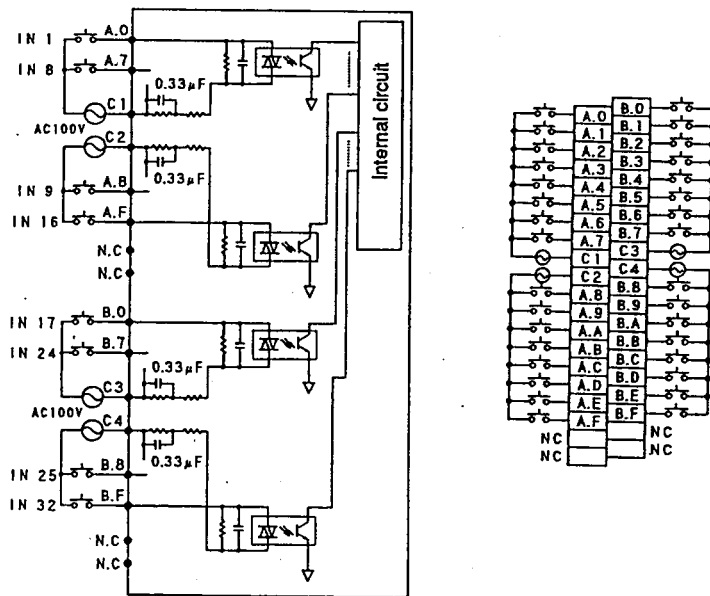 IN 1 A.0
IN 8 A.7
0.33μF
C1
AC100V
C2
0.33μF
IN 9 A.B
IN 16 A.F
N.C
N.C
IN 17 B.0
IN 24 B.7
0.33μF
C3
AC100V
C4
0.33μF
IN 25 B.8
IN 32 B.F
N.C
N.C
Internal circuit
A.0 B.0
A.1 B.1
A.2 B.2
A.3 B.3
A.4 B.4
A.5 B.5
A.6 B.6
A.7 B.7
C1 C3
C2 C4
A.8 B.8
A.9 B.9
A.A B.A
A.B B.B
A.C B.C
A.D B.D
A.E B.E
A.F B.F
NC NC
NC NC